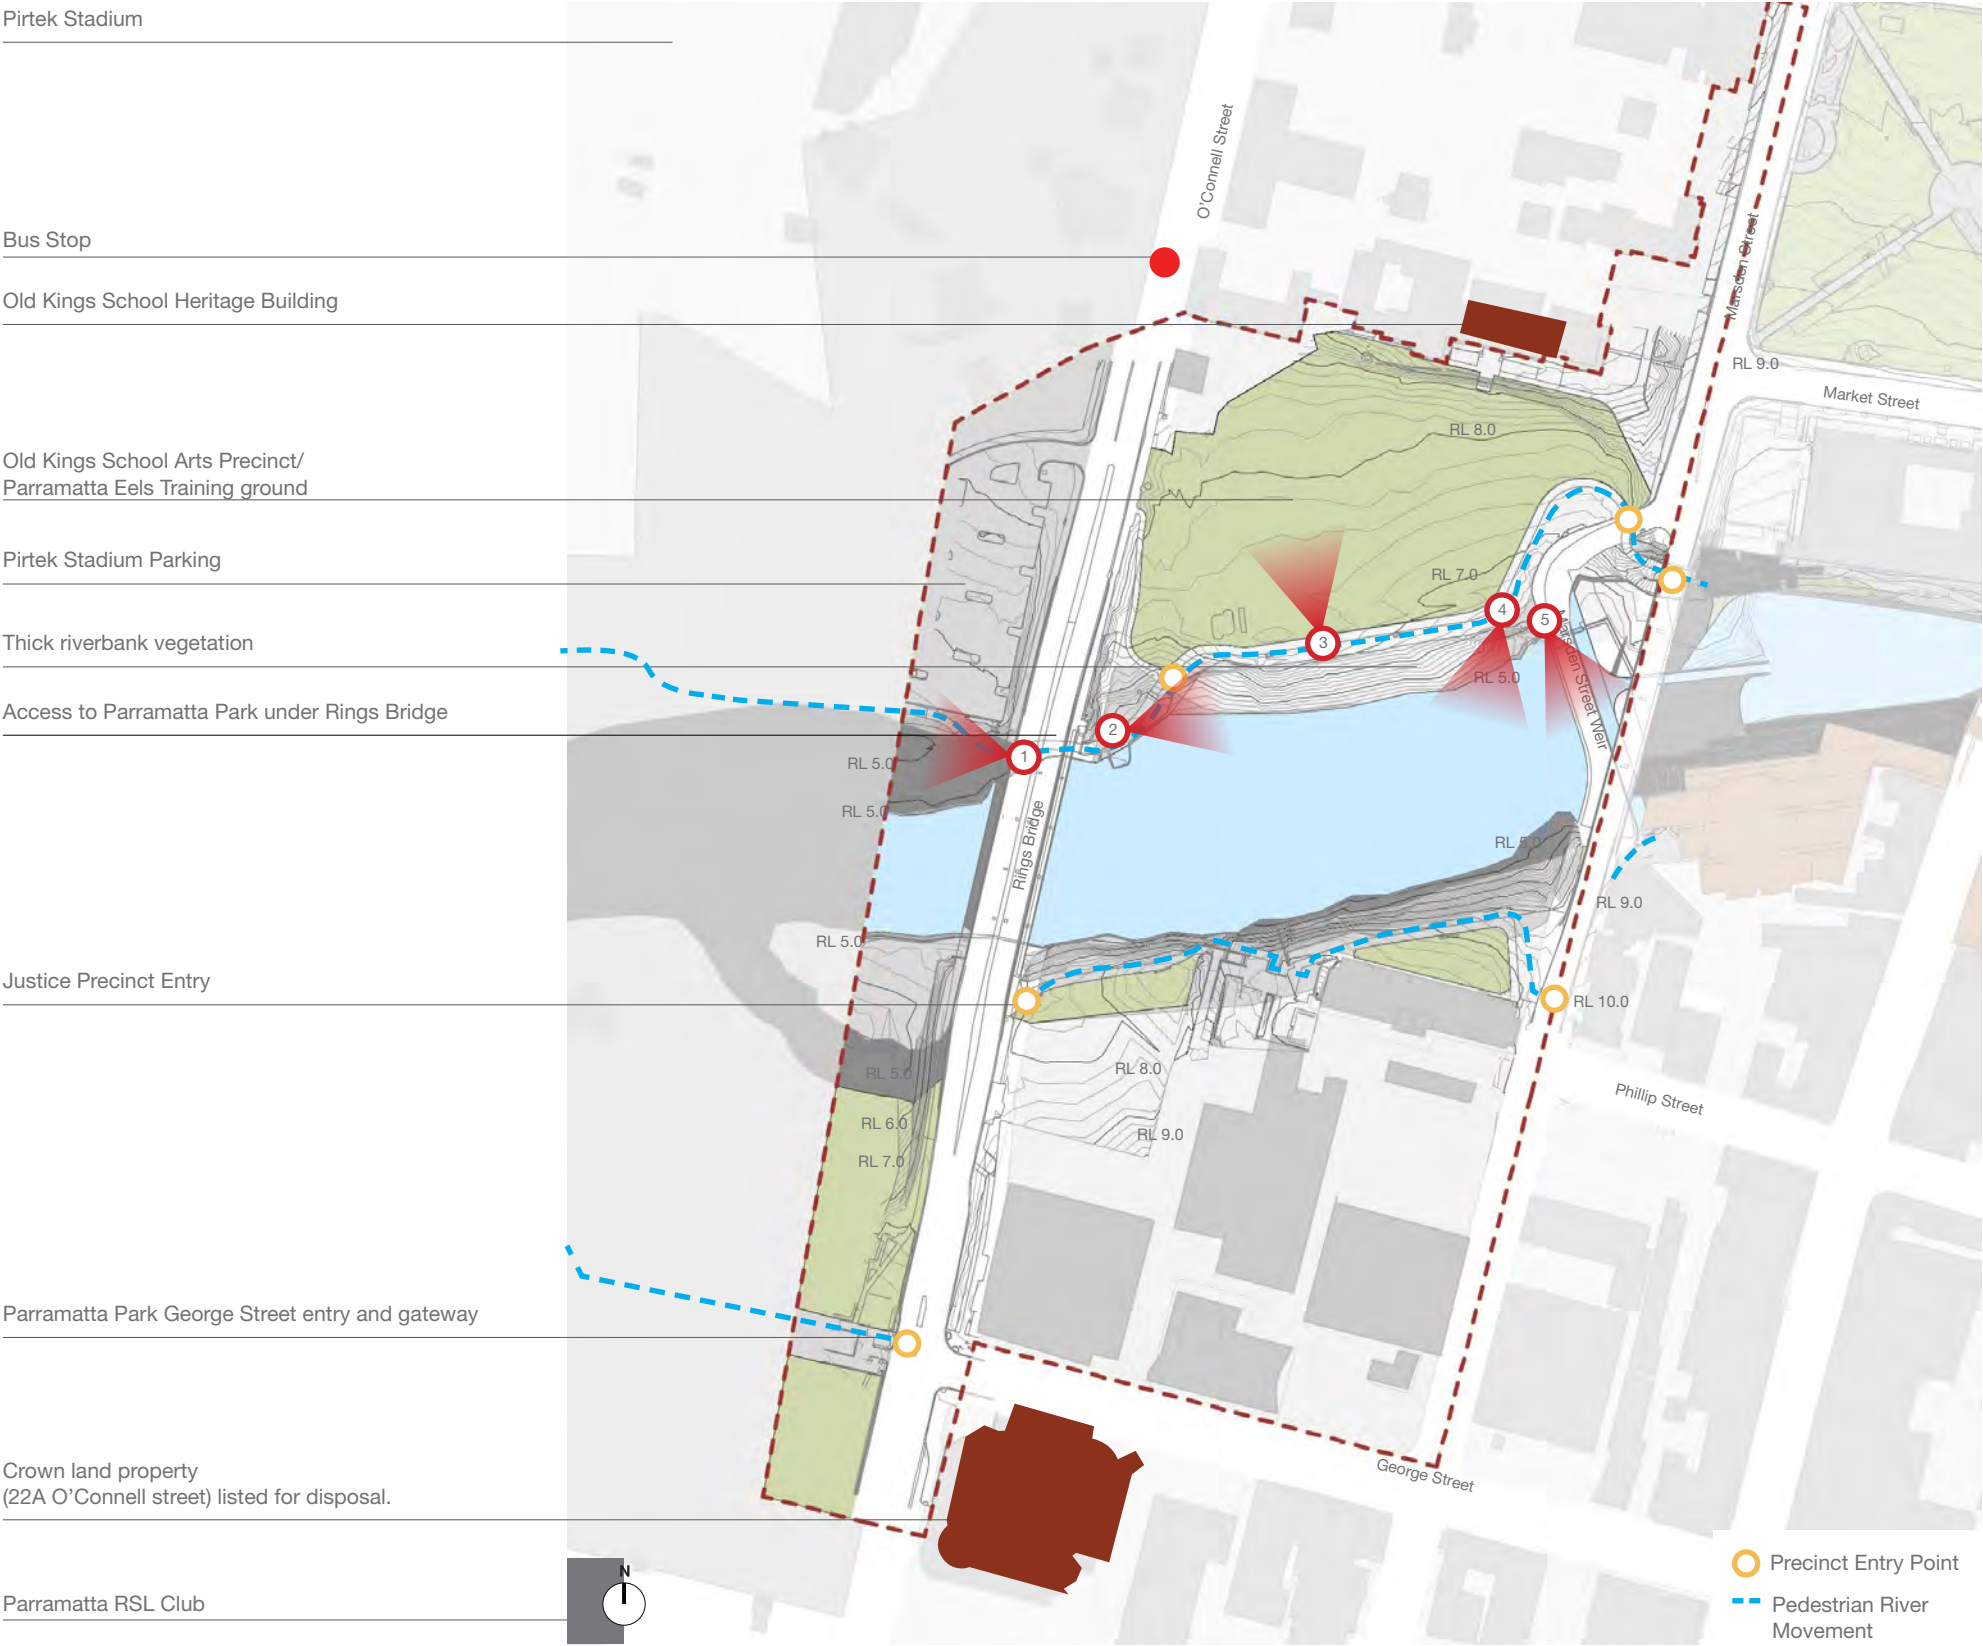 Pirtek Stadium
Bus Stop
Old Kings School Heritage Building
Old Kings School Arts Precinct/
Parramatta Eels Training ground
Pirtek Stadium Parking
Thick riverbank vegetation
Access to Parramatta Park under Rings Bridge
Justice Precinct Entry
Parramatta Park George Street entry and gateway
Crown land property
(22A O'Connell street) listed for disposal.
Parramatta RSL Club
O'Connell Street
Marsden Street
RL 9.0
Market Street
RL 8.0
RL 7.0
4
5
3
Marsden Street Weir
RL 5.0
2
1
RL 5.0
RL 5.0
Rings Bridge
RL 5.0
RL 9.0
RL 5.0
RL 10.0
RL 5.0
RL 8.0
Phillip Street
RL 6.0
RL 9.0
RL 7.0
George Street
N
Precinct Entry Point
Pedestrian River
Movement